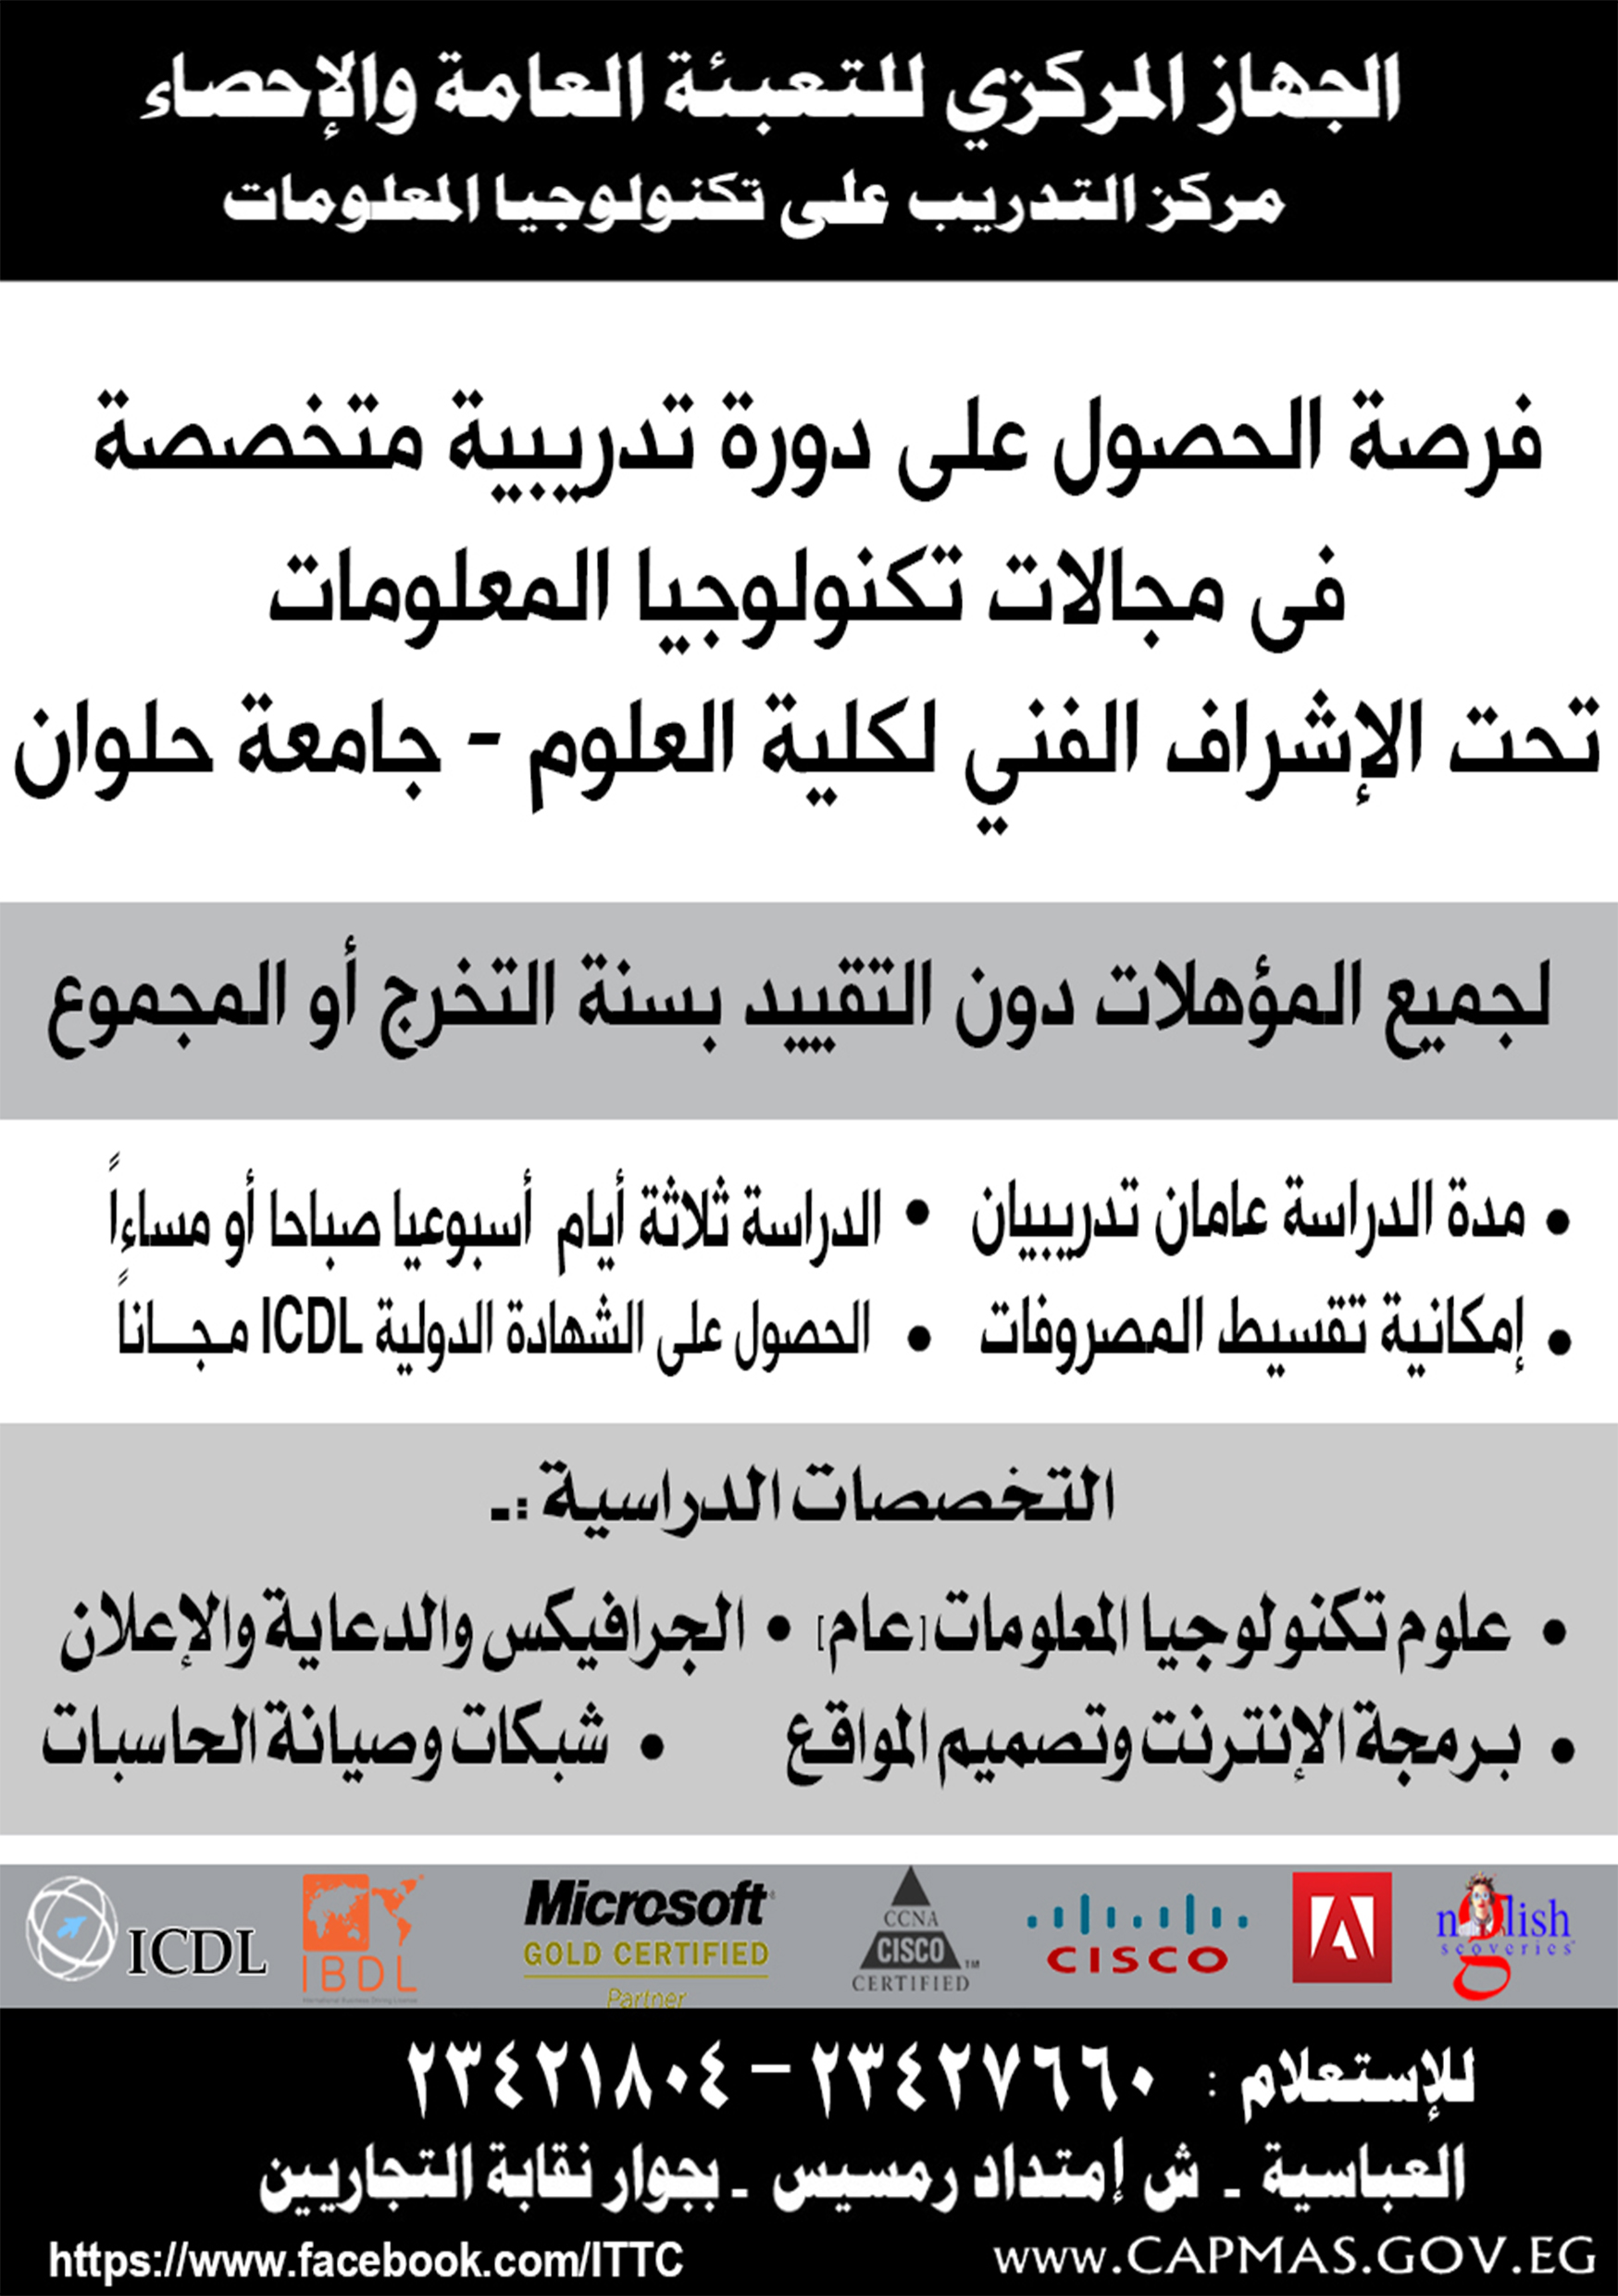 الجهاز المركزي للتعبئة العامة والإحصاء
مركز التدريب على تكنولوجيا المعلومات
فرصة الحصول على دورة تدريبية متخصصة
فى مجالات تكنولوجيا المعلومات
تحت الإشراف الفني لكلية العلوم - جامعة حلوان
لجميع المؤهلات دون التقييد بسنة التخرج أو المجموع
• مدة الدراسة عامان تدريبيان • الدراسة ثلاثة أيام أسبوعيا صباحا أو مساءاً
• إمكانية تقسيط المصروفات • الحصول على الشهادة الدولية ICDL مجـــاناً
التخصصات الدراسية :ـ
• علوم تكنولوجيا المعلومات [عام] • الجرافيكس والدعاية والإعلان
• برمجة الإنترنت وتصميم المواقع • شبكات وصيانة الحاسبات
ICDL
IBDL
Microsoft
GOLD CERTIFIED
Partner
CCNA
CISCO
TM
CERTIFIED
CISCO
nglish
scoveries
للإستعلام : ٢٣٤٢٧٦٦٠ – ٢٣٤٢١٨٠٤
العباسية ـ ش إمتداد رمسيس ـ بجوار نقابة التجاريين
https://www.facebook.com/ITTC
WWW.CAPMAS.GOV.EG